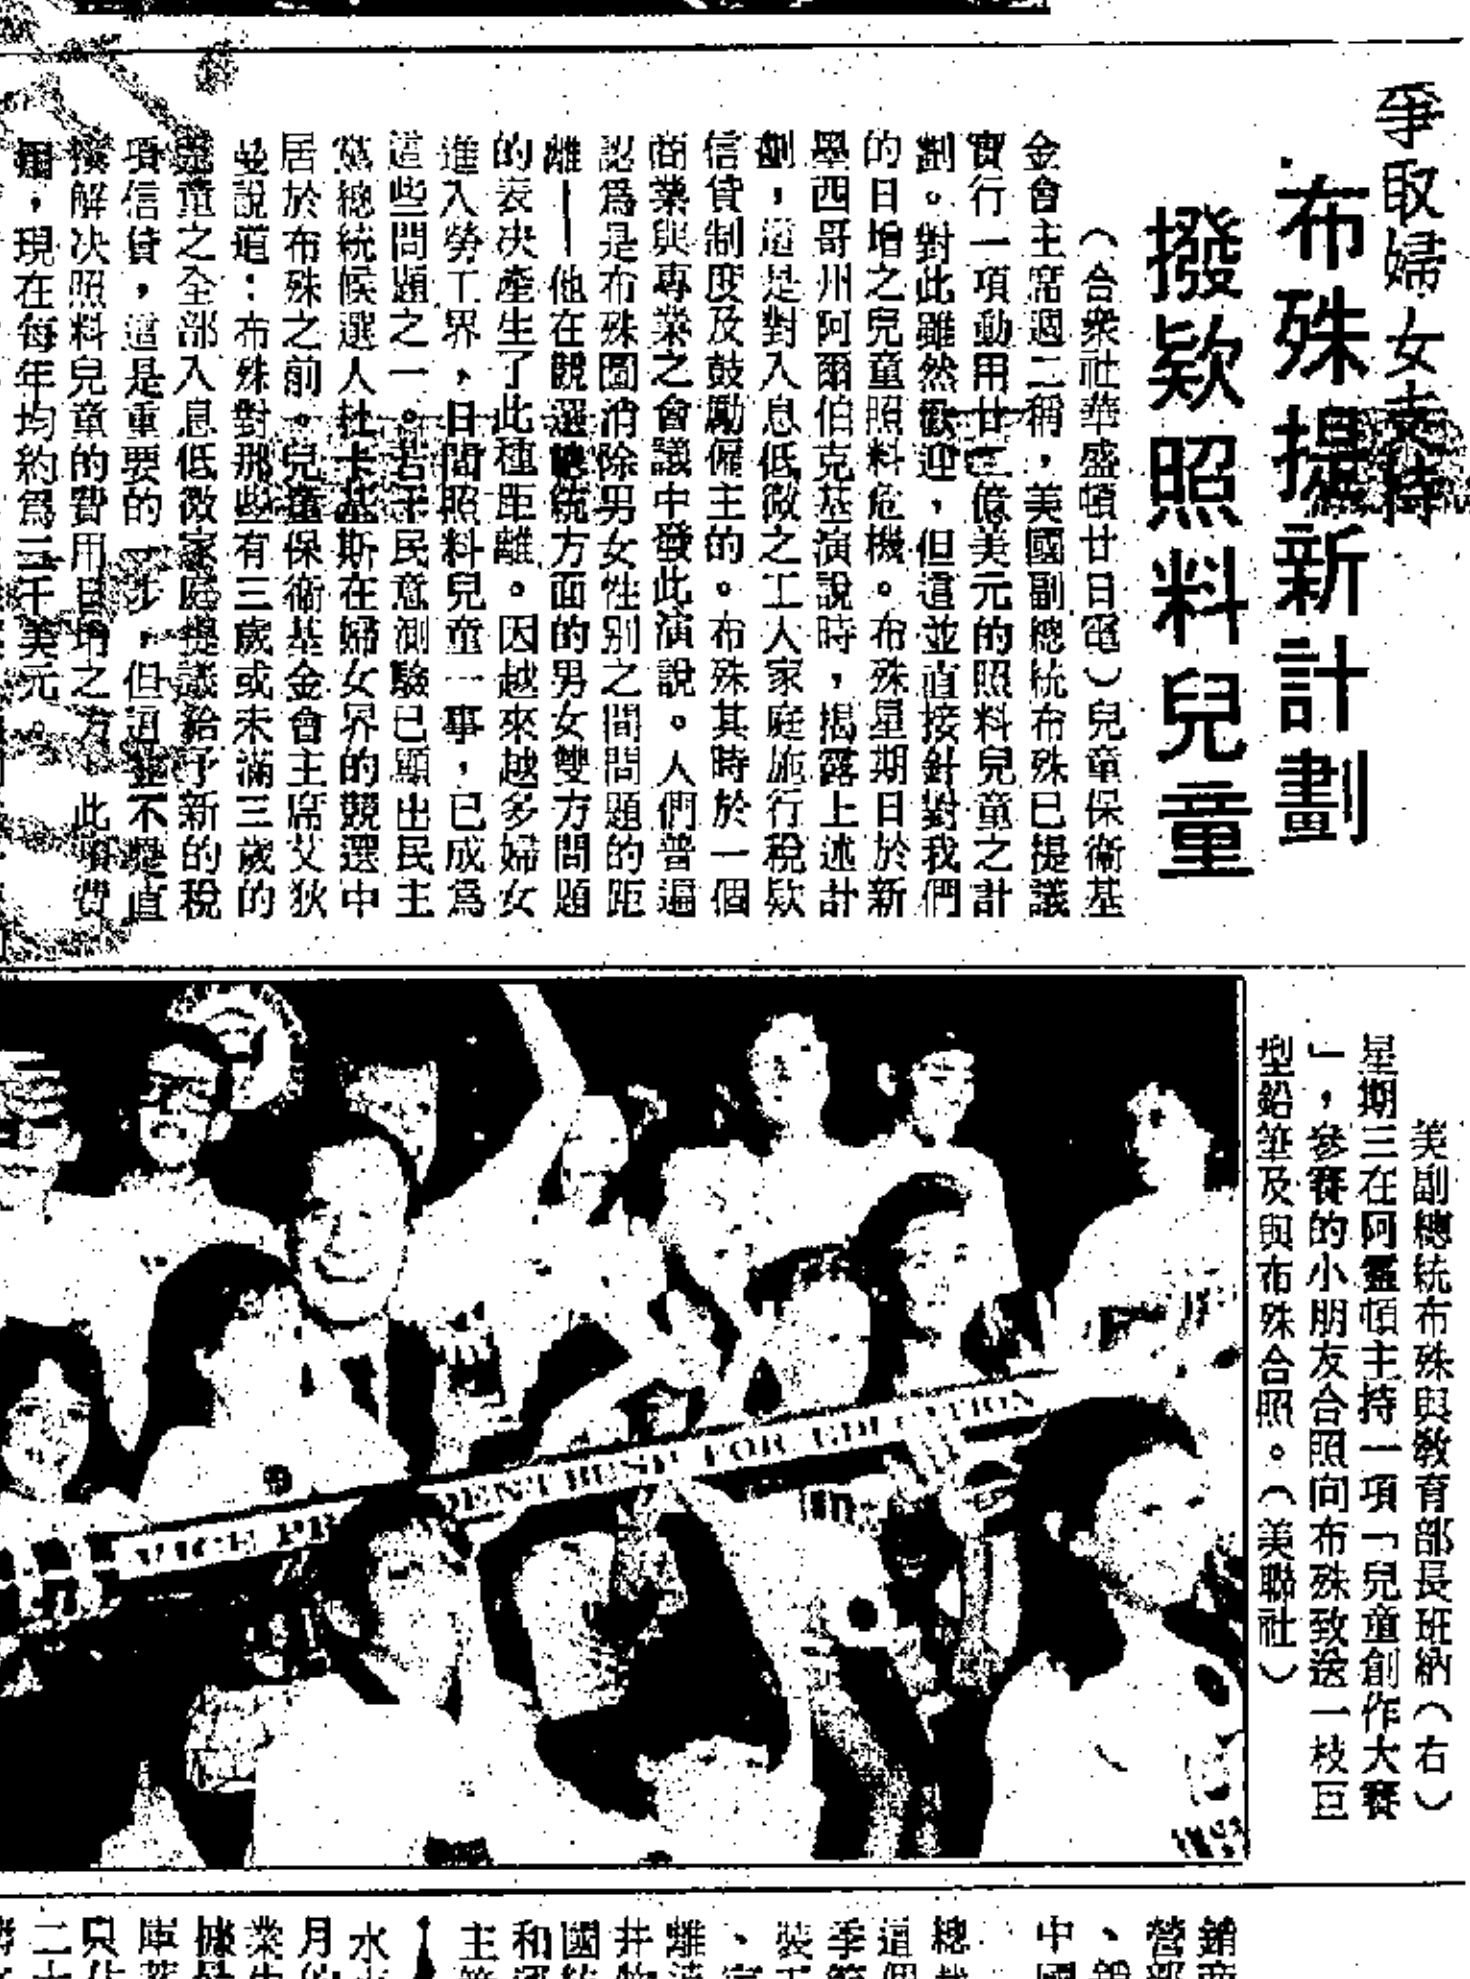 爭取婦女支持
布殊提新計劃
撥欵照料兒童
（合衆社華盛頓廿日電）兒童保衞基
金會主席週二稱，美國副總統布殊已提議
實行一項動用廿二億美元的照料兒童之計
劃。對此雖然歡迎，但這並直接針對我們
的日增之兒童照料危機。布殊星期日於新
墨西哥州阿爾伯克基演說時，揭露上述計
劃，這是對入息低微之工人家庭施行稅欵
信貸制度及鼓勵僱主的。布殊其時於一個
商業與專業之會議中發此演說。人們普遍
認爲是布殊圖消除男女性別之間問題的距
離——他在競選總統方面的男女雙方問題
的表决產生了此種距離。因越來越多婦女
進入勞工界，日間照料兒童一事，已成爲
這些問題之一。若干民意測驗已顯出民主
黨總統候選人杜卡基斯在婦女界的競選中
居於布殊之前。兒童保衞基金會主席艾狄
曼說道：布殊對那些有三歲或未滿三歲的
兒童之全部入息低微家庭提議給予新的稅
項信貸，這是重要的一步，但這並不是直
接解决照料兒童的費用日增之方，此項費
用，現在每年均約爲三千美元。
美副總統布殊與敎育部長班納（右）
星期三在阿靈頓主持一項「兒童創作大賽
」，參賽的小朋友合照向布殊致送一枝巨
型鉛筆及與布殊合照。（美聯社）
VICE PRESIDENT BUSH FOR EDUCATION